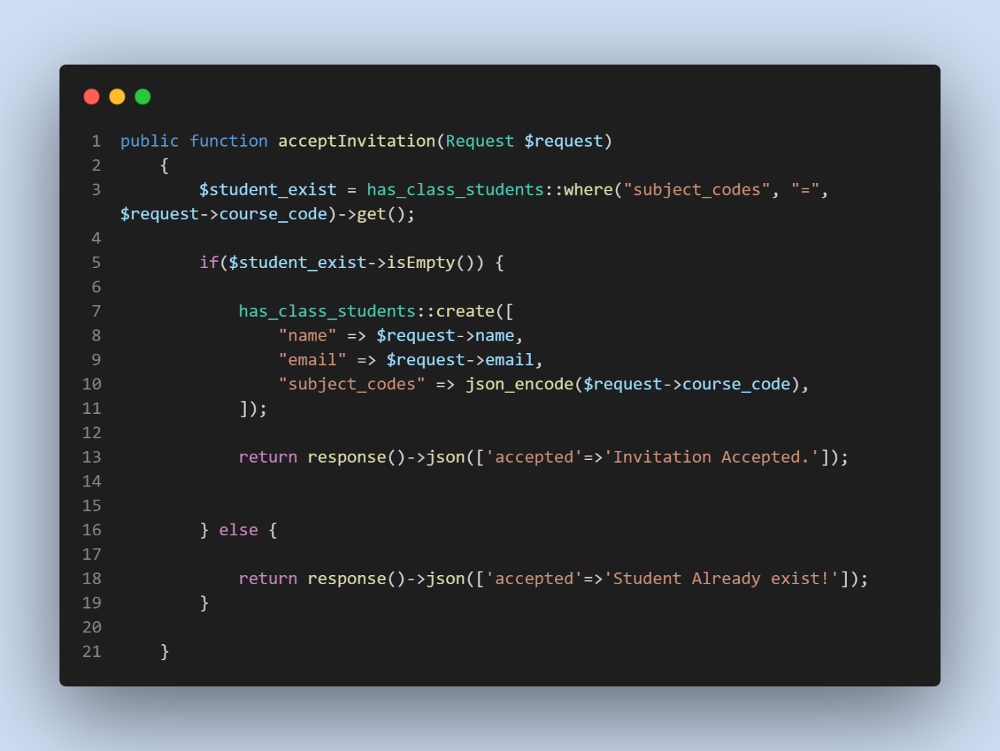 1 public function acceptInvitation(Request $request)
2     {
3         $student_exist = has_class_students::where("subject_codes", "=",
$request->course_code)->get();
4
5         if($student_exist->isEmpty()) {
6
7             has_class_students::create([
8                 "name" => $request->name,
9                 "email" => $request->email,
10                 "subject_codes" => json_encode($request->course_code),
11             ]);
12
13             return response()->json(['accepted'=>'Invitation Accepted.']);
14
15
16         } else {
17
18             return response()->json(['accepted'=>'Student Already exist!']);
19         }
20
21     }